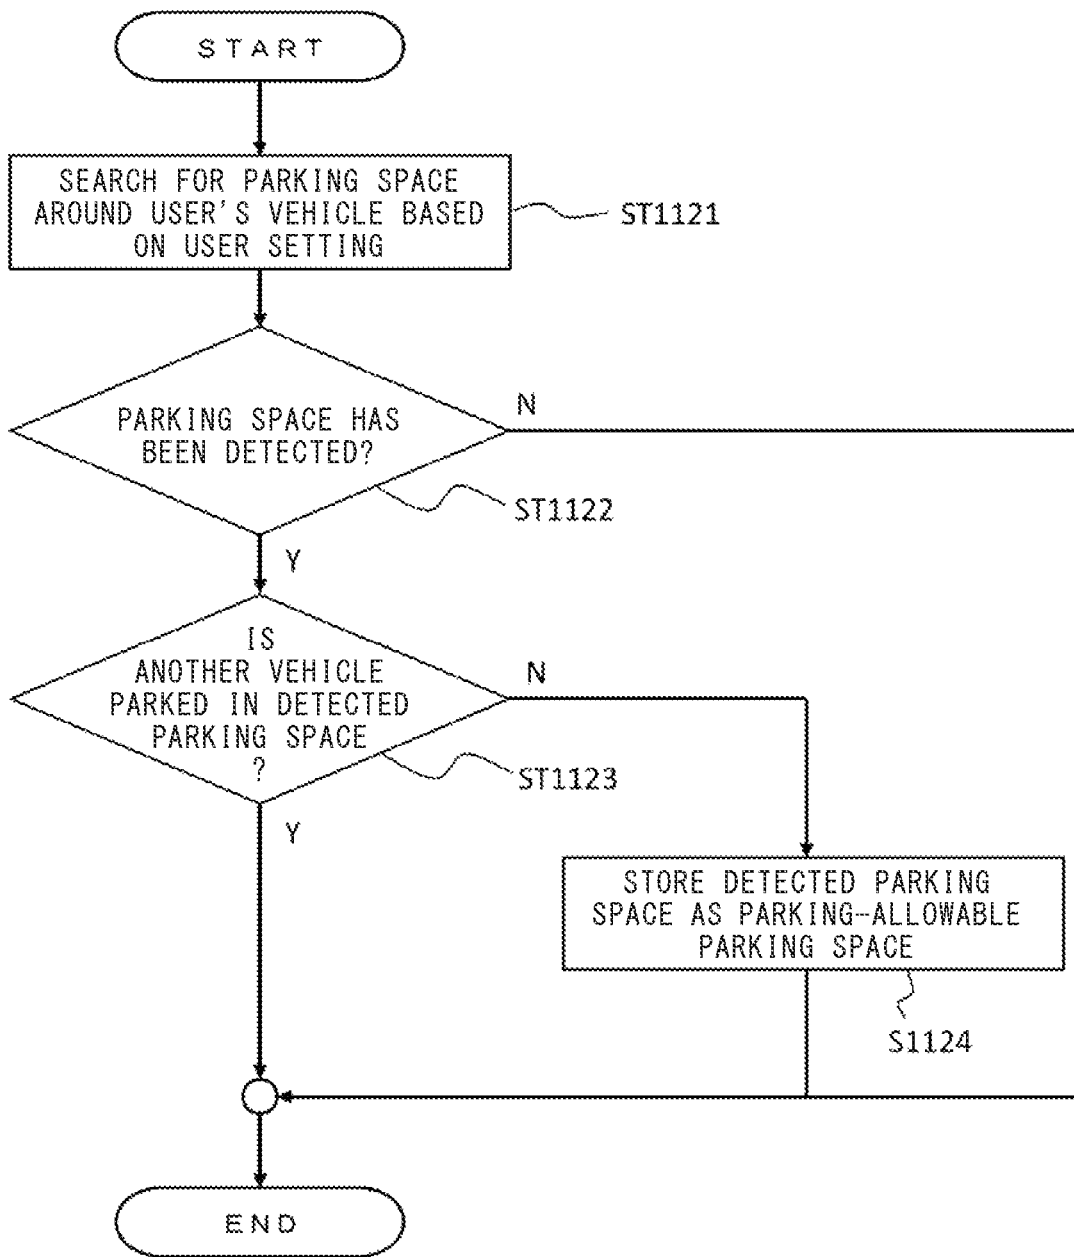 START
SEARCH FOR PARKING SPACE
AROUND USER'S VEHICLE BASED
ON USER SETTING
ST1121
PARKING SPACE HAS
BEEN DETECTED?
N
ST1122
Y
IS
ANOTHER VEHICLE
PARKED IN DETECTED
PARKING SPACE
?
N
ST1123
Y
STORE DETECTED PARKING
SPACE AS PARKING-ALLOWABLE
PARKING SPACE
S1124
END